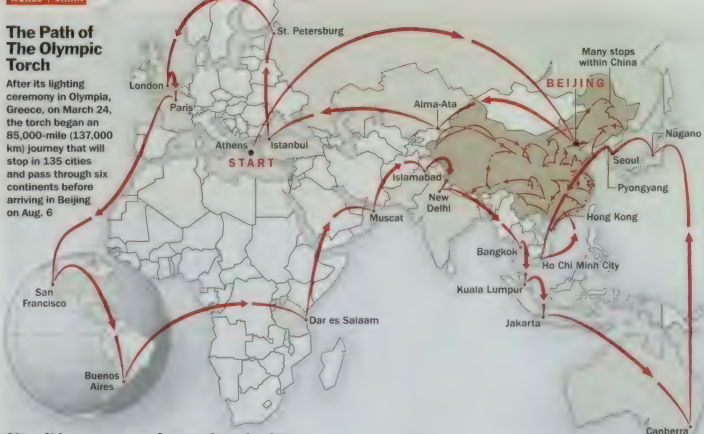 The Path of
The Olympic
Torch
After its lighting
ceremony in Olympia,
Greece, on March 24,
the torch began an
85,000-mile (137,000
km) journey that will
stop in 135 cities
and pass through six
continents before
arriving in Beijing
on Aug. 6
St. Petersburg
London
Paris
Athens
START
Istanbul
Alma-Ata
Many stops
within China
BEIJING
Nagano
Seoul
Pyongyang
Islamabad
New
Delhi
Muscat
Hong Kong
Bangkok
Ho Chi Minh City
Kuala Lumpur
Jakarta
San
Francisco
Dar es Salaam
Buenos
Aires
Canberra